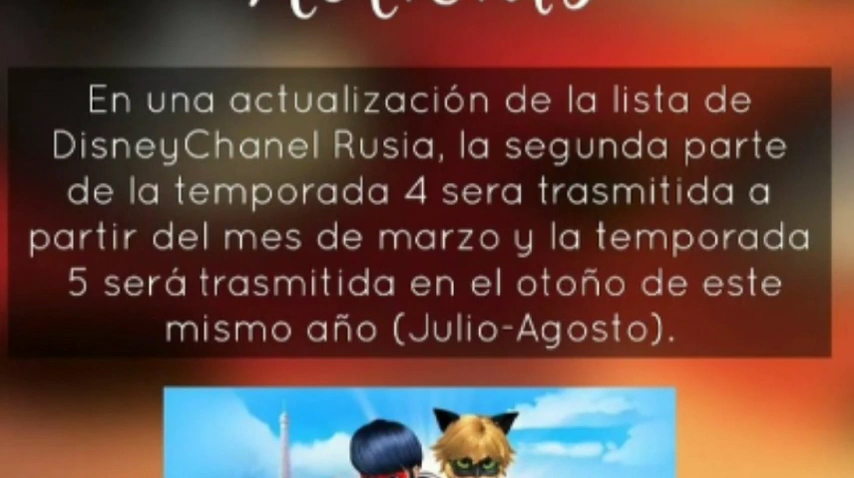 En una actualización de la lista de
DisneyChanel Rusia, la segunda parte
de la temporada 4 sera trasmitida a
partir del mes de marzo y la temporada
5 será trasmitida en el otoño de este
mismo año (Julio-Agosto).